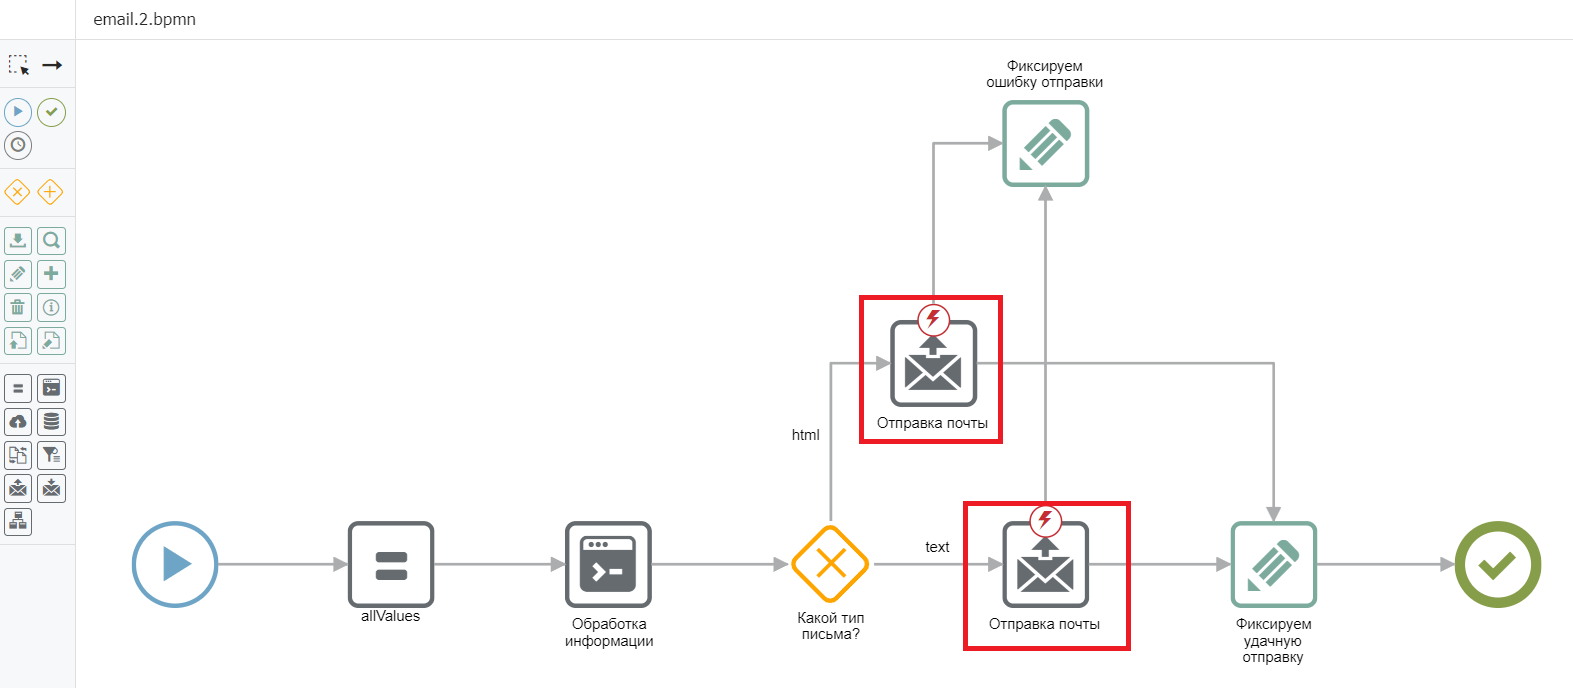 email.2.bpmn
Фиксируем
ошибку отправки
Отправка почты
html
text
allValues
Обработка
информации
Какой тип
письма?
Отправка почты
Фиксируем
удачную
отправку